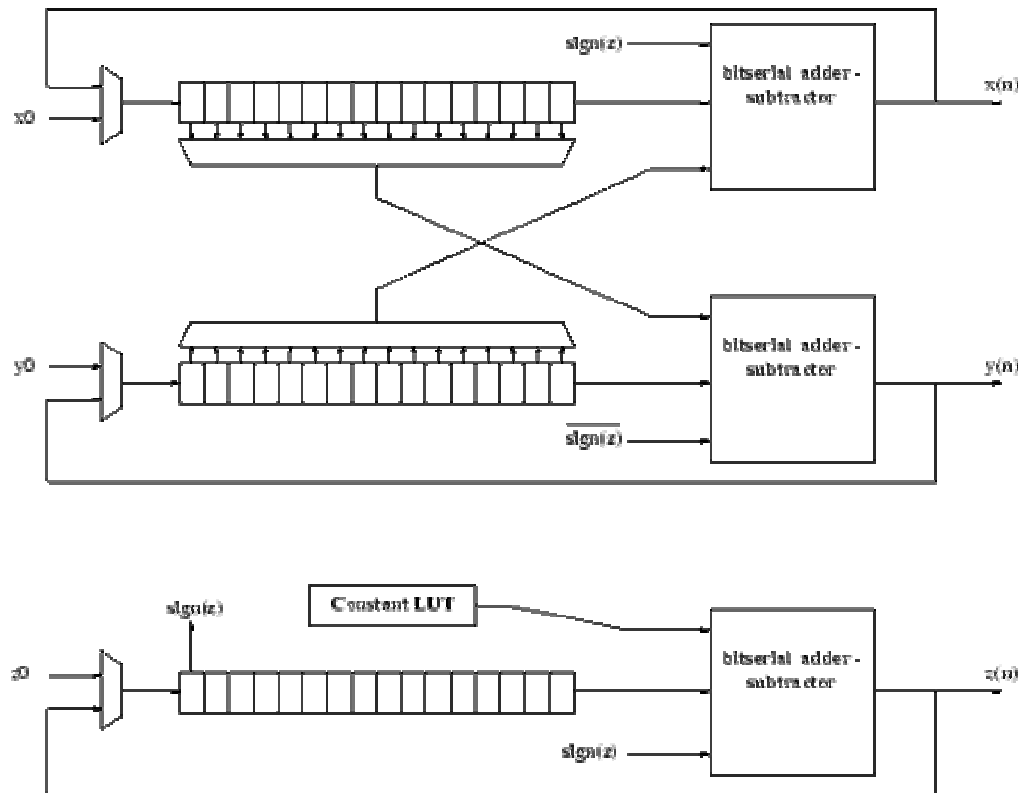 sign(z)
bitserial adder-
subtractor
x(n)
x0
y0
bitserial adder-
subtractor
y(n)
sign(z)
sign(z)
Constant LUT
bitserial adder-
subtractor
z0
z(n)
sign(z)